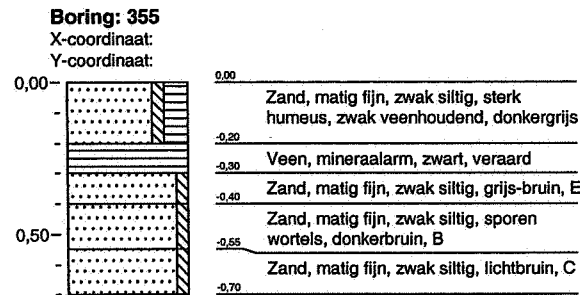 Boring: 355
X-coordinaat:
Y-coordinaat:
0,00
0,00
Zand, matig fijn, zwak siltig, sterk
humeus, zwak veenhoudend, donkergrijs
-0,20
Veen, mineraalarm, zwart, veraard
-0,30
Zand, matig fijn, zwak siltig, grijs-bruin, E
-0,40
Zand, matig fijn, zwak siltig, sporen
0,50
wortels, donkerbruin, B
-0,55
Zand, matig fijn, zwak siltig, lichtbruin, C
-0,70